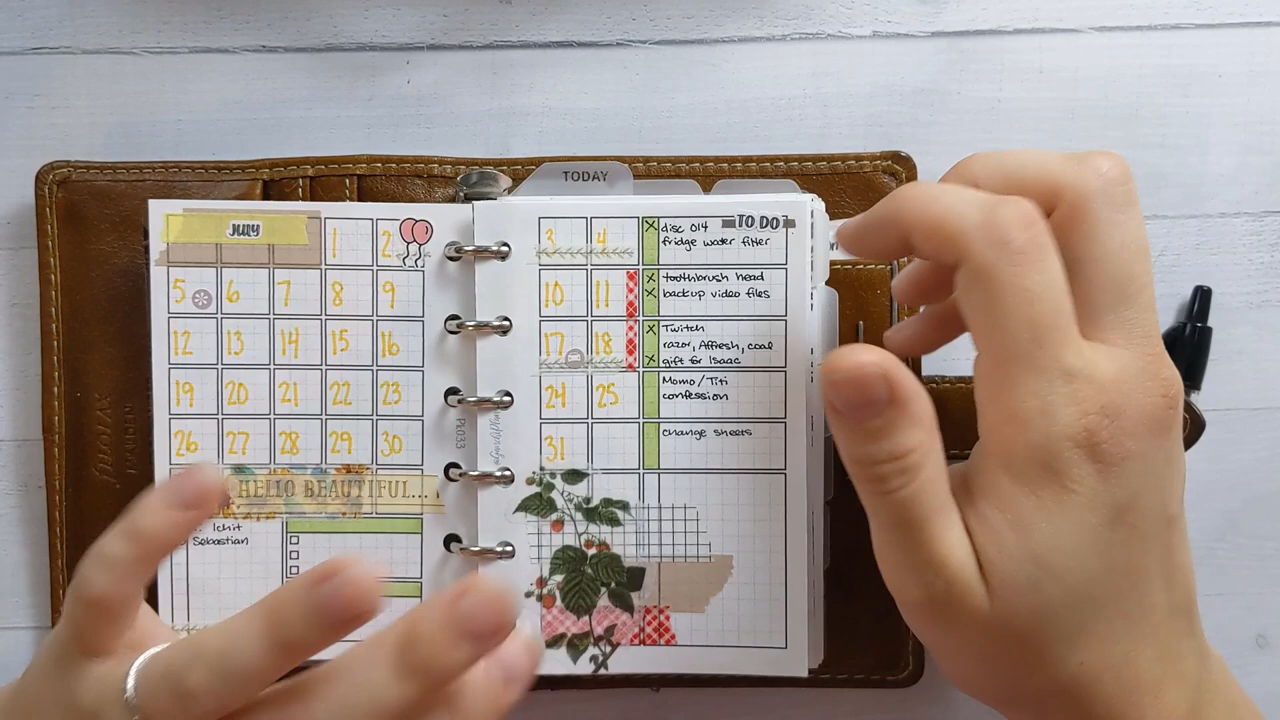 TODAY
JULY
1 2
5 6 7 8 9
12 13 14 15 16
19 20 21 22 23
26 27 28 29 30
HELLO BEAUTIFUL...
Ichit
Sebastian
PL033
TO DO
3 4
disc 014
fridge water filter
10 11
toothbrush head
backup video files
17 18
Twitch
razor, Affresh, coal
gift for Isaac
24 25
Momo/Titi
confession
31
change sheets